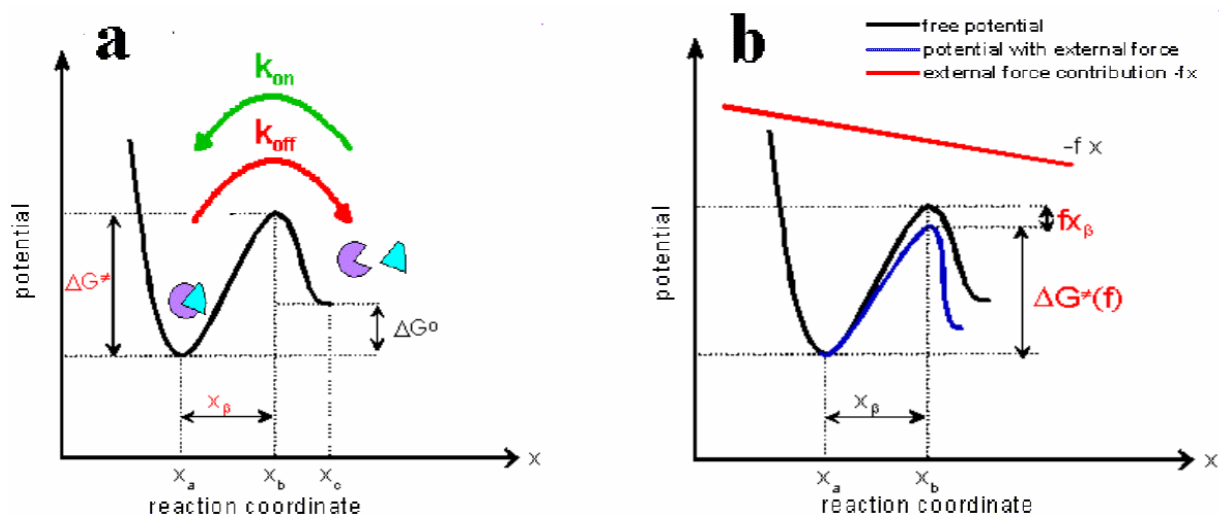 a
k_on
k_off
potential
ΔG≠
ΔG⁰
x_β
x_a
x_b
x_c
x
reaction coordinate
b
free potential
potential with external force
external force contribution -fx
-f x
fx_β
ΔG≠(f)
potential
x_β
x_a
x_b
x
reaction coordinate